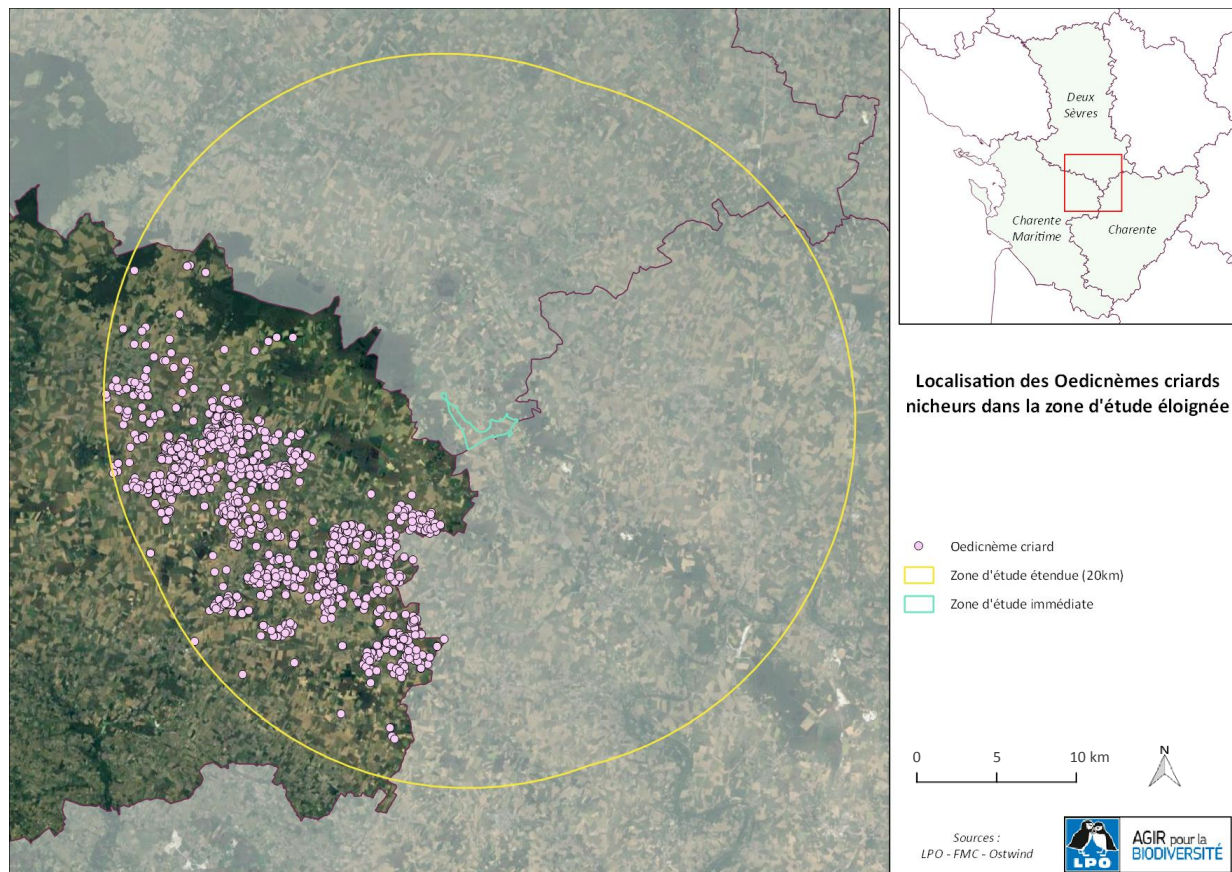 Deux
Sèvres
Charente
Maritime
Charente
Localisation des Oedicnèmes criards
nicheurs dans la zone d'étude éloignée
Oedicnème criard
Zone d'étude étendue (20km)
Zone d'étude immédiate
0 5 10 km
N
Sources :
LPO - FMC - Ostwind
LPO
AGIR pour la
BIODIVERSITÉ